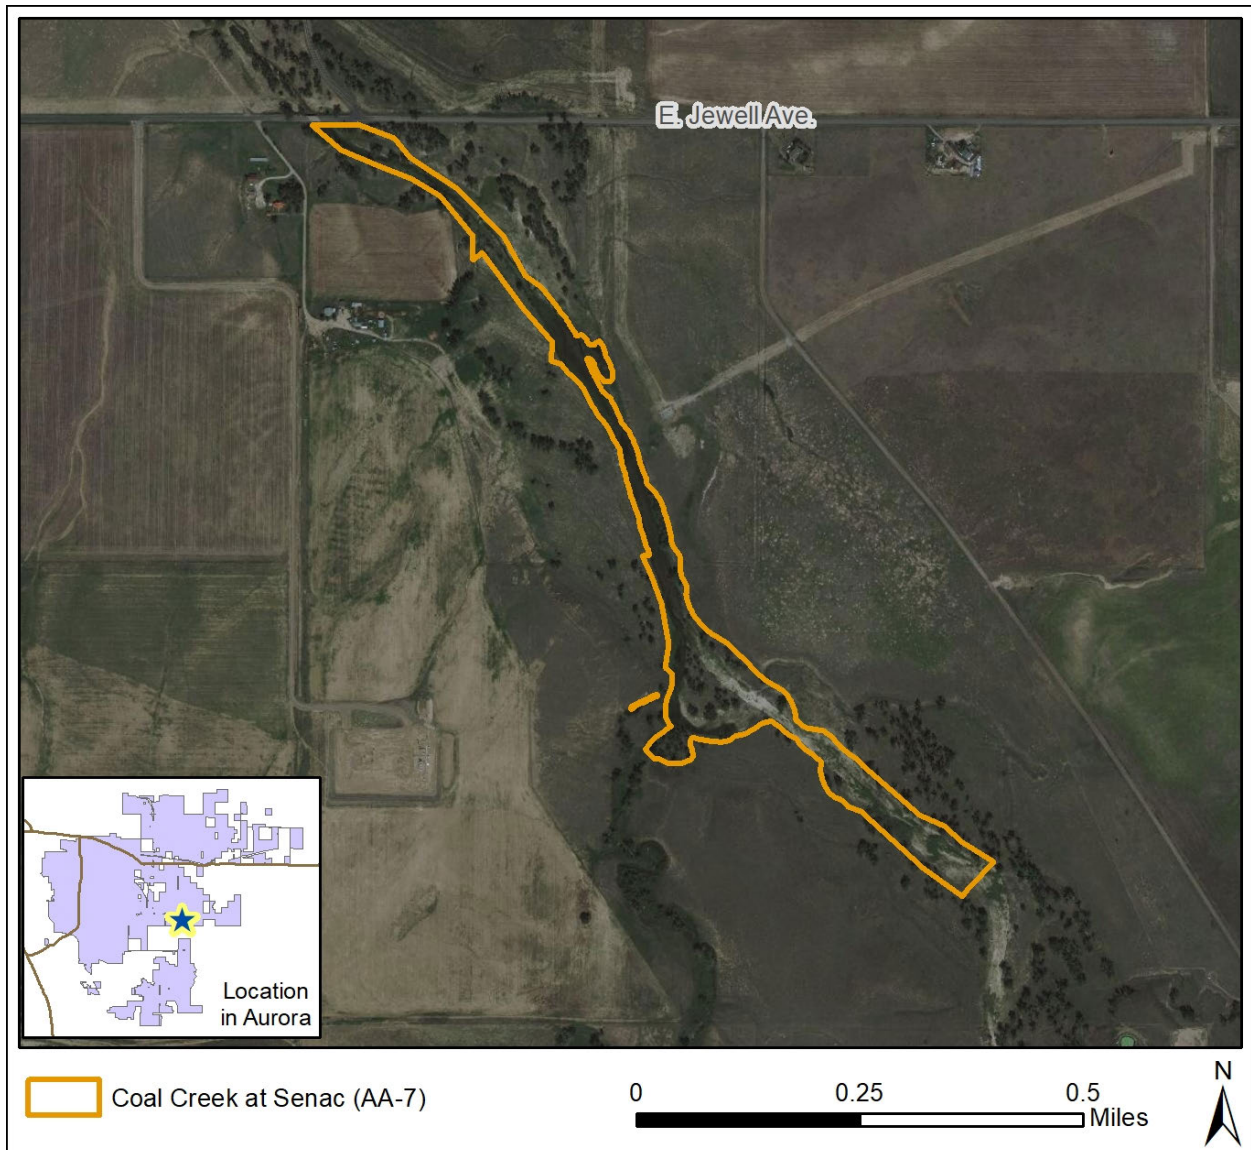 E. Jewell Ave.
Location
in Aurora
Coal Creek at Senac (AA-7)
0 0.25 0.5
Miles
N